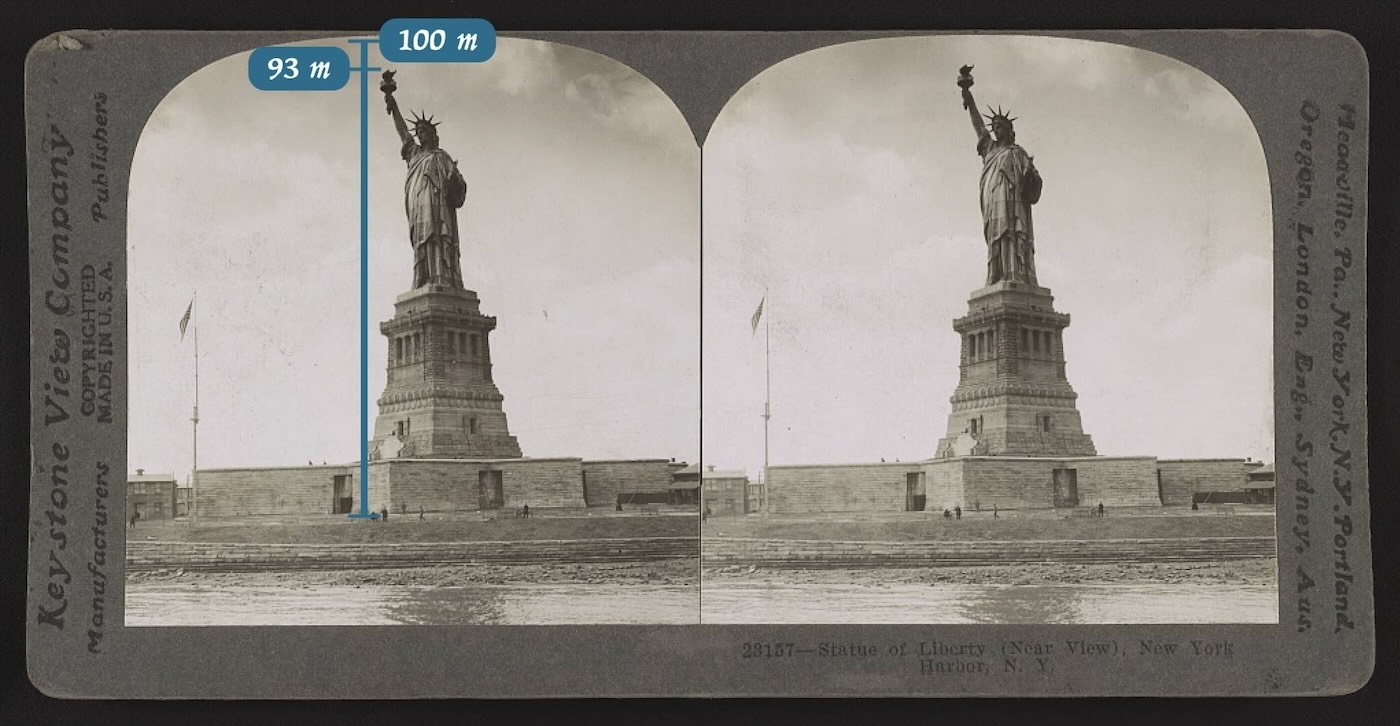 100 m
93 m
Keystone View Company
Manufacturers Publishers
COPYRIGHTED
MADE IN U. S. A.
Meadville, Pa., New York, N.Y. Portland,
Oregon, London, Eng., Sydney, Aus.
23157—Statue of Liberty (Near View), New York
Harbor, N. Y.